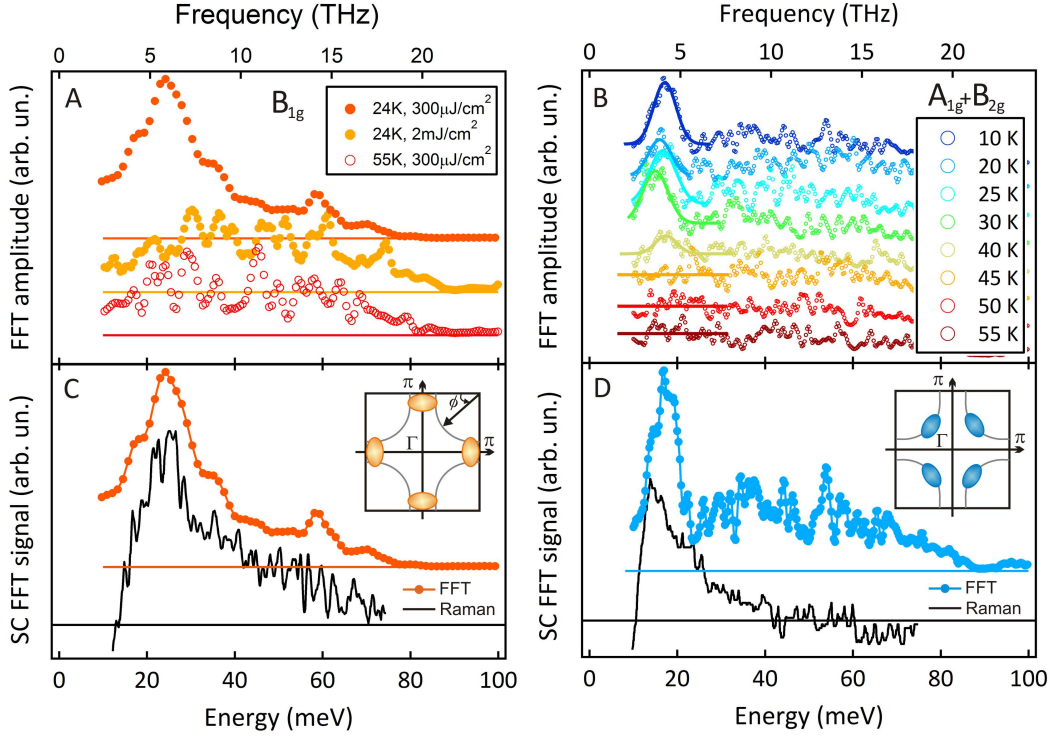 Frequency (THz)
0 5 10 15 20
A
B1g
24K, 300μJ/cm²
24K, 2mJ/cm²
55K, 300μJ/cm²
FFT amplitude (arb. un.)
Frequency (THz)
0 5 10 15 20
B
A1g+B2g
10 K
20 K
25 K
30 K
40 K
45 K
50 K
55 K
FFT amplitude (arb. un.)
C
π
ϕ
Γ
π
FFT
Raman
SC FFT signal (arb. un.)
0 20 40 60 80 100
Energy (meV)
D
π
Γ
π
FFT
Raman
SC FFT signal (arb. un.)
0 20 40 60 80 100
Energy (meV)